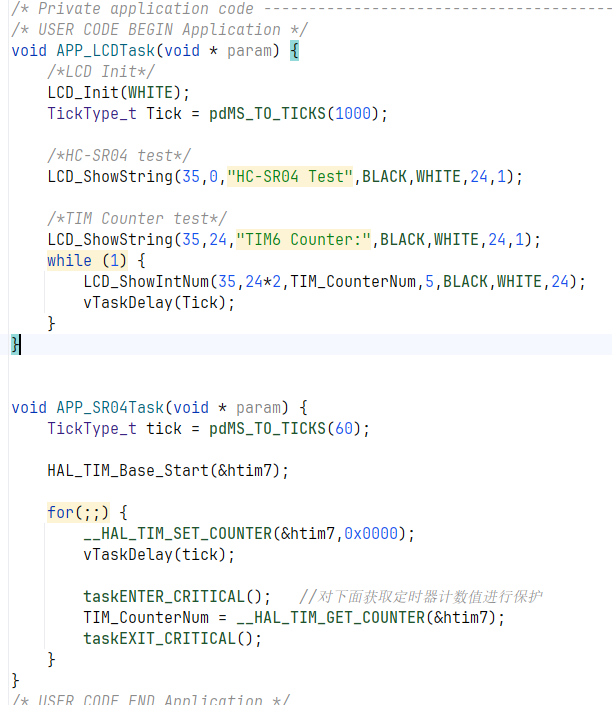 /* Private application code ---------------------------------------
/* USER CODE BEGIN Application */
void APP_LCDTask(void * param) {
    /*LCD Init*/
    LCD_Init(WHITE);
    TickType_t Tick = pdMS_TO_TICKS(1000);

    /*HC-SR04 test*/
    LCD_ShowString(35,0,"HC-SR04 Test",BLACK,WHITE,24,1);

    /*TIM Counter test*/
    LCD_ShowString(35,24,"TIM6 Counter:",BLACK,WHITE,24,1);
    while (1) {
        LCD_ShowIntNum(35,24*2,TIM_CounterNum,5,BLACK,WHITE,24);
        vTaskDelay(Tick);
    }
}

void APP_SR04Task(void * param) {
    TickType_t tick = pdMS_TO_TICKS(60);

    HAL_TIM_Base_Start(&htim7);

    for(;;) {
        __HAL_TIM_SET_COUNTER(&htim7,0x0000);
        vTaskDelay(tick);

        taskENTER_CRITICAL();   //对下面获取定时器计数值进行保护
        TIM_CounterNum = __HAL_TIM_GET_COUNTER(&htim7);
        taskEXIT_CRITICAL();
    }
}
/* USER CODE END Application */